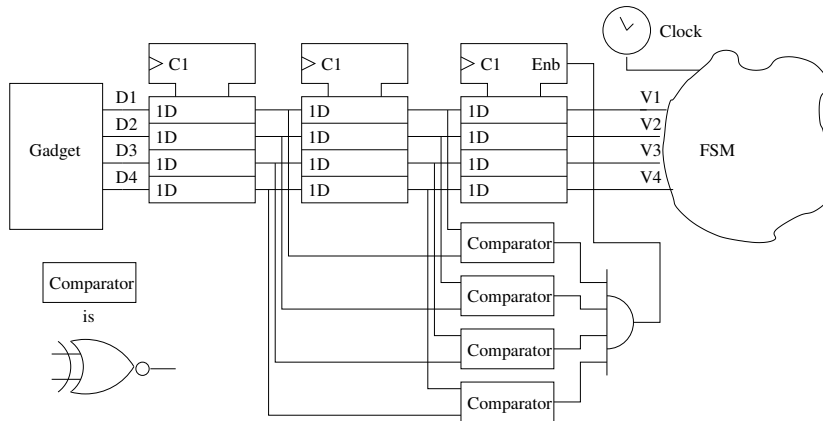 Clock
C1
C1
C1 Enb
D1
1D
1D
1D
V1
D2
1D
1D
1D
V2
Gadget
D3
1D
1D
1D
V3
FSM
D4
1D
1D
1D
V4
Comparator
Comparator
Comparator
Comparator
Comparator
is